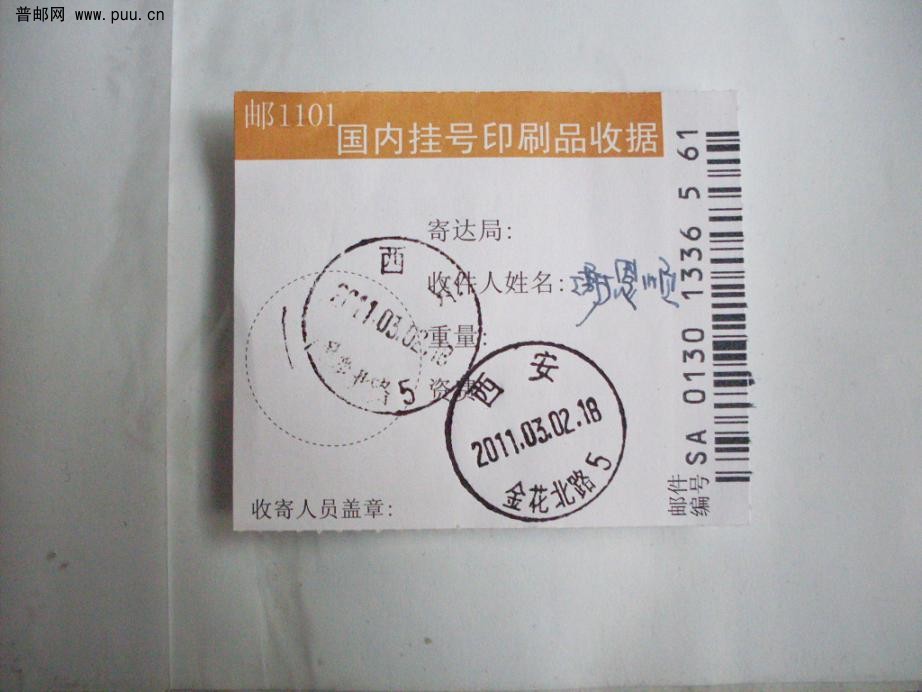 普邮网 www.puu.cn
邮1101
国内挂号印刷品收据
寄达局:
收件人姓名:
重量
资费
收寄人员盖章:
西
2011.03.02.18
北路 5
西安
2011.03.02.18
金花北路 5
邮件编号 SA 0130 1336 5 61